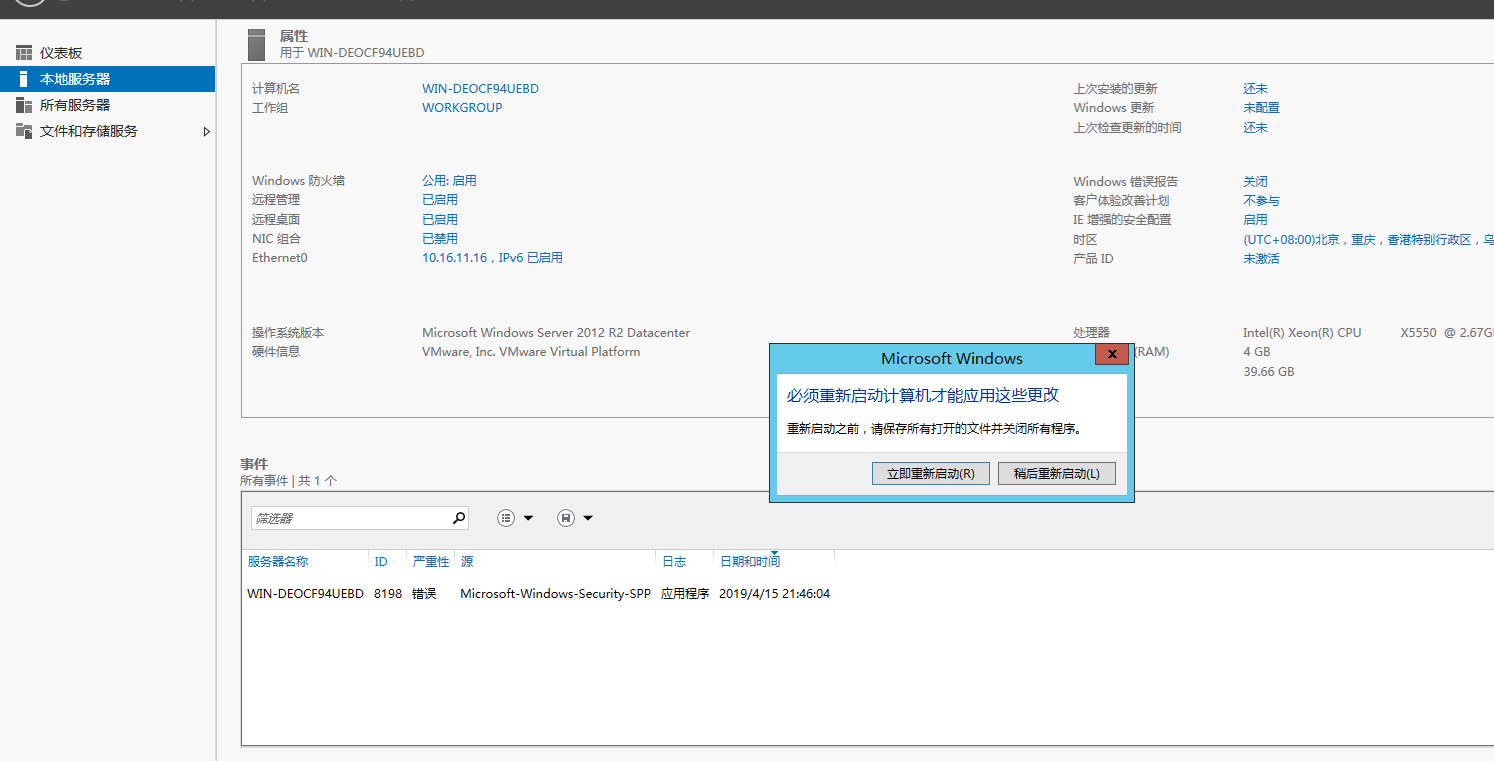 仪表板
本地服务器
所有服务器
文件和存储服务
属性
用于 WIN-DEOCF94UEBD
计算机名 WIN-DEOCF94UEBD
工作组 WORKGROUP
上次安装的更新 还未
Windows 更新 未配置
上次检查更新的时间 还未
Windows 防火墙 公用: 启用
远程管理 已启用
远程桌面 已启用
NIC 组合 已禁用
Ethernet0 10.16.11.16，IPv6 已启用
Windows 错误报告 关闭
客户体验改善计划 不参与
IE 增强的安全配置 启用
时区 (UTC+08:00)北京，重庆，香港特别行政区，乌
产品 ID 未激活
操作系统版本 Microsoft Windows Server 2012 R2 Datacenter
硬件信息 VMware, Inc. VMware Virtual Platform
处理器 Intel(R) Xeon(R) CPU X5550 @ 2.67G
(RAM) 4 GB
39.66 GB
Microsoft Windows
必须重新启动计算机才能应用这些更改
重新启动之前，请保存所有打开的文件并关闭所有程序。
立即重新启动(R) 稍后重新启动(L)
事件
所有事件 | 共 1 个
筛选器
服务器名称 ID 严重性 源 日志 日期和时间
WIN-DEOCF94UEBD 8198 错误 Microsoft-Windows-Security-SPP 应用程序 2019/4/15 21:46:04